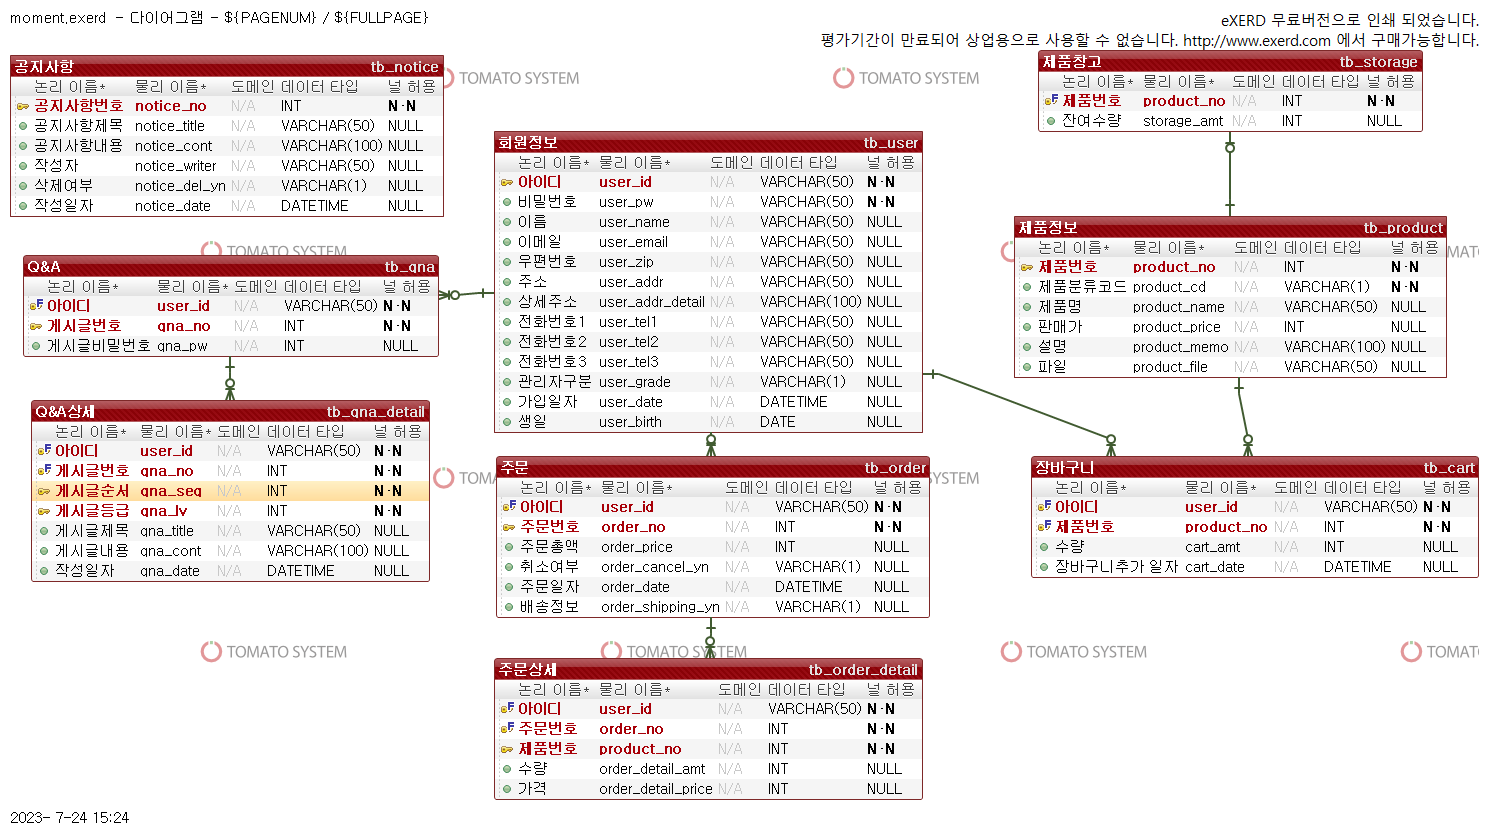 moment.exerd - 다이어그램 - ${PAGENUM} / ${FULLPAGE}
eXERD 무료버전으로 인쇄 되었습니다.
평가기간이 만료되어 상업용으로 사용할 수 없습니다. http://www.exerd.com 에서 구매가능합니다.
공지사항 tb_notice
논리 이름* 물리 이름* 도메인 데이터 타입 널 허용
공지사항번호 notice_no N/A INT N·N
공지사항제목 notice_title N/A VARCHAR(50) NULL
공지사항내용 notice_cont N/A VARCHAR(100) NULL
작성자 notice_writer N/A VARCHAR(50) NULL
삭제여부 notice_del_yn N/A VARCHAR(1) NULL
작성일자 notice_date N/A DATETIME NULL
TOMATO SYSTEM
TOMATO SYSTEM
제품창고 tb_storage
논리 이름* 물리 이름* 도메인 데이터 타입 널 허용
제품번호 product_no N/A INT N·N
잔여수량 storage_amt N/A INT NULL
회원정보 tb_user
논리 이름* 물리 이름* 도메인 데이터 타입 널 허용
아이디 user_id N/A VARCHAR(50) N·N
비밀번호 user_pw N/A VARCHAR(50) N·N
이름 user_name N/A VARCHAR(50) NULL
이메일 user_email N/A VARCHAR(50) NULL
우편번호 user_zip N/A VARCHAR(50) NULL
주소 user_addr N/A VARCHAR(50) NULL
상세주소 user_addr_detail N/A VARCHAR(100) NULL
전화번호1 user_tel1 N/A VARCHAR(50) NULL
전화번호2 user_tel2 N/A VARCHAR(50) NULL
전화번호3 user_tel3 N/A VARCHAR(50) NULL
관리자구분 user_grade N/A VARCHAR(1) NULL
가입일자 user_date N/A DATETIME NULL
생일 user_birth N/A DATE NULL
제품정보 tb_product
논리 이름* 물리 이름* 도메인 데이터 타입 널 허용
제품번호 product_no N/A INT N·N
제품분류코드 product_cd N/A VARCHAR(1) N·N
제품명 product_name N/A VARCHAR(50) NULL
판매가 product_price N/A INT NULL
설명 product_memo N/A VARCHAR(100) NULL
파일 product_file N/A VARCHAR(50) NULL
TOMATO SYSTEM
TOMAT
Q&A tb_qna
논리 이름* 물리 이름* 도메인 데이터 타입 널 허용
아이디 user_id N/A VARCHAR(50) N·N
게시글번호 qna_no N/A INT N·N
게시글비밀번호 qna_pw N/A INT NULL
Q&A상세 tb_qna_detail
논리 이름* 물리 이름* 도메인 데이터 타입 널 허용
아이디 user_id N/A VARCHAR(50) N·N
게시글번호 qna_no N/A INT N·N
게시글순서 qna_seq N/A INT N·N
게시글등급 qna_lv N/A INT N·N
게시글제목 qna_title N/A VARCHAR(50) NULL
게시글내용 qna_cont N/A VARCHAR(100) NULL
작성일자 qna_date N/A DATETIME NULL
TOMA
YSTEM
주문 tb_order
논리 이름* 물리 이름* 도메인 데이터 타입 널 허용
아이디 user_id N/A VARCHAR(50) N·N
주문번호 order_no N/A INT N·N
주문총액 order_price N/A INT NULL
취소여부 order_cancel_yn N/A VARCHAR(1) NULL
주문일자 order_date N/A DATETIME NULL
배송정보 order_shipping_yn N/A VARCHAR(1) NULL
장바구니 tb_cart
논리 이름* 물리 이름* 도메인 데이터 타입 널 허용
아이디 user_id N/A VARCHAR(50) N·N
제품번호 product_no N/A INT N·N
수량 cart_amt N/A INT NULL
장바구니추가 일자 cart_date N/A DATETIME NULL
TOMATO SYSTEM
TOMATO SYSTEM
TOMATO SYSTEM
TOMAT
주문상세 tb_order_detail
논리 이름* 물리 이름* 도메인 데이터 타입 널 허용
아이디 user_id N/A VARCHAR(50) N·N
주문번호 order_no N/A INT N·N
제품번호 product_no N/A INT N·N
수량 order_detail_amt N/A INT NULL
가격 order_detail_price N/A INT NULL
2023- 7-24 15:24